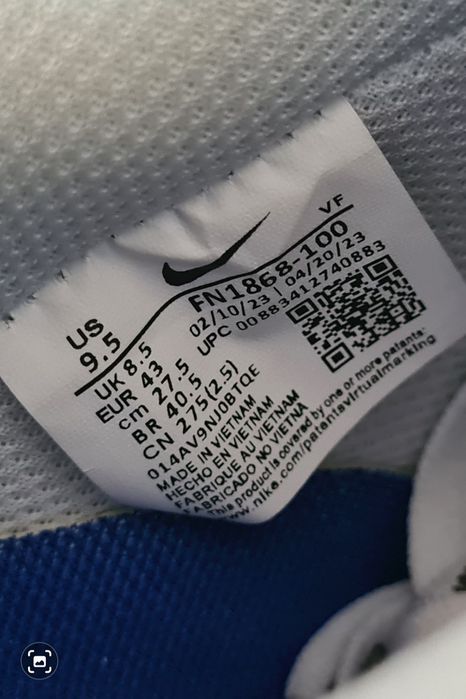 VF
FN1868-100
02/10/23 | 04/20/23
UPC 00883412740883
US
9.5
UK 8.5
EUR 43
cm 27.5
BR 40.5
CN 275(2.5)
014AV9NJ0BTQE
MADE IN VIETNAM
HECHO EN VIETNAM
FABRIQUE AU VIETNAM
FABRICADO NO VIETNA
This product is covered by one or more patents:
www.nike.com/patentsvirtualmarking